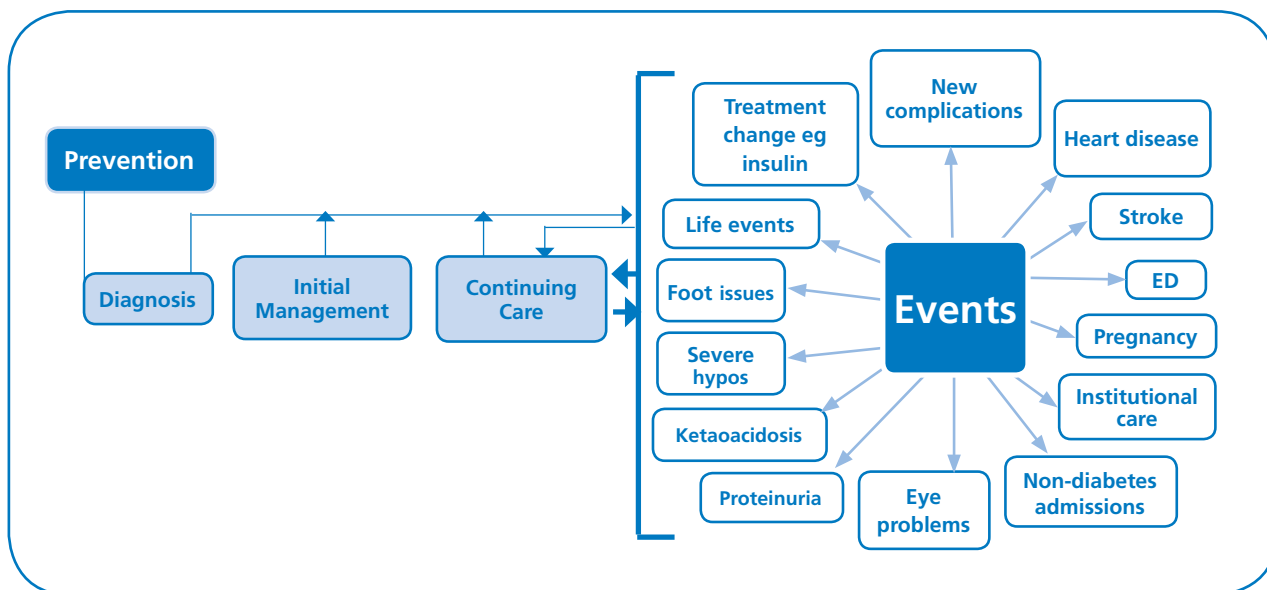 Prevention
Diagnosis
Initial
Management
Continuing
Care
Treatment
change eg
insulin
New
complications
Heart disease
Life events
Stroke
Foot issues
ED
Events
Severe
hypos
Pregnancy
Ketaoacidosis
Institutional
care
Proteinuria
Eye
problems
Non-diabetes
admissions